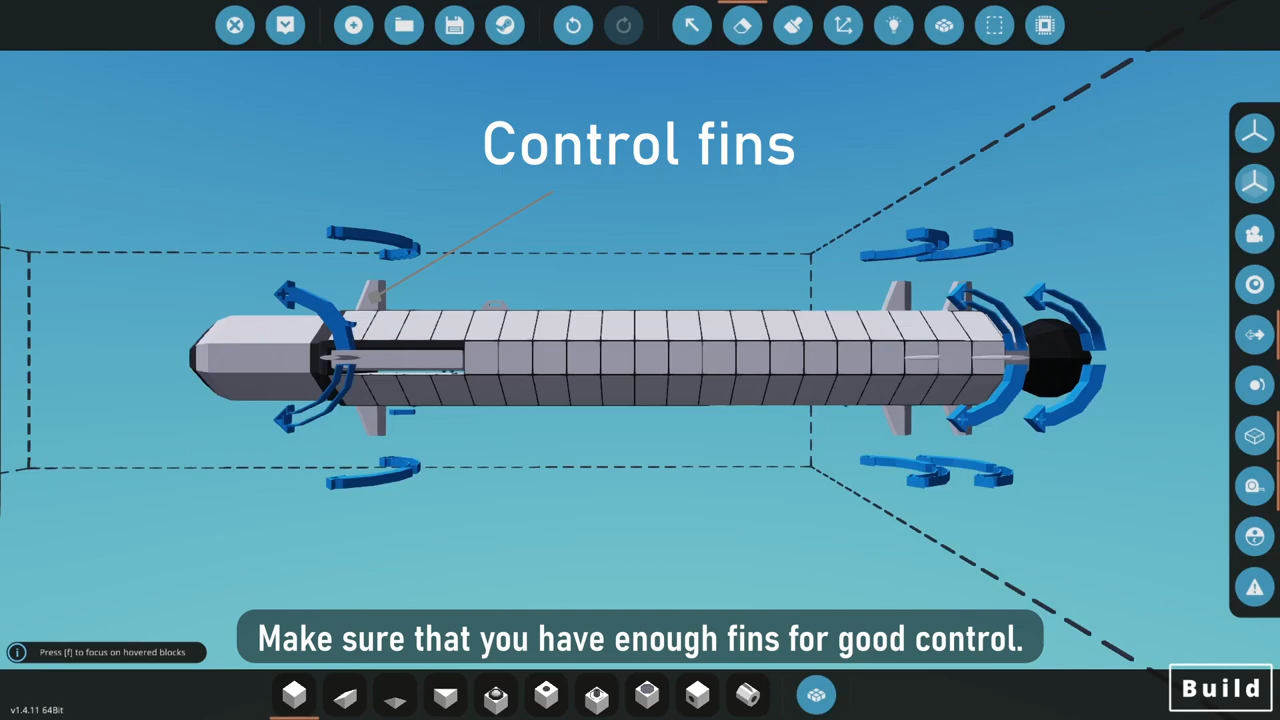 Control fins
Make sure that you have enough fins for good control.
Press [f] to focus on hovered blocks
Build
v1.4.11 64Bit